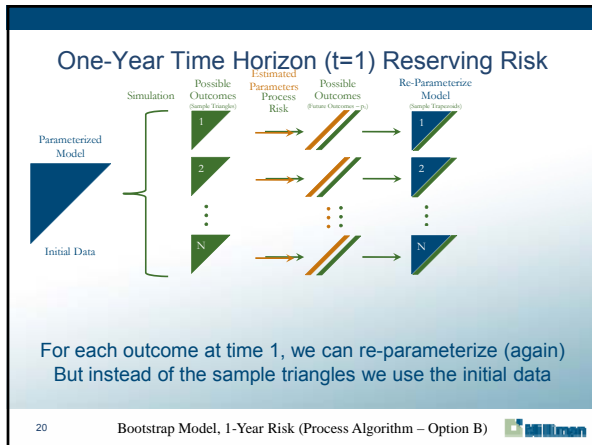 One-Year Time Horizon (t=1) Reserving Risk
Simulation
Possible
Outcomes
(Sample Triangles)
Estimated
Parameters
Process
Risk
Possible
Outcomes
(Future Outcomes – p.)
Re-Parameterize
Model
(Sample Trapezoids)
Parameterized
Model
Initial Data
1
2
N
1
2
N
For each outcome at time 1, we can re-parameterize (again)
But instead of the sample triangles we use the initial data
20
Bootstrap Model, 1-Year Risk (Process Algorithm – Option B)
Milliman